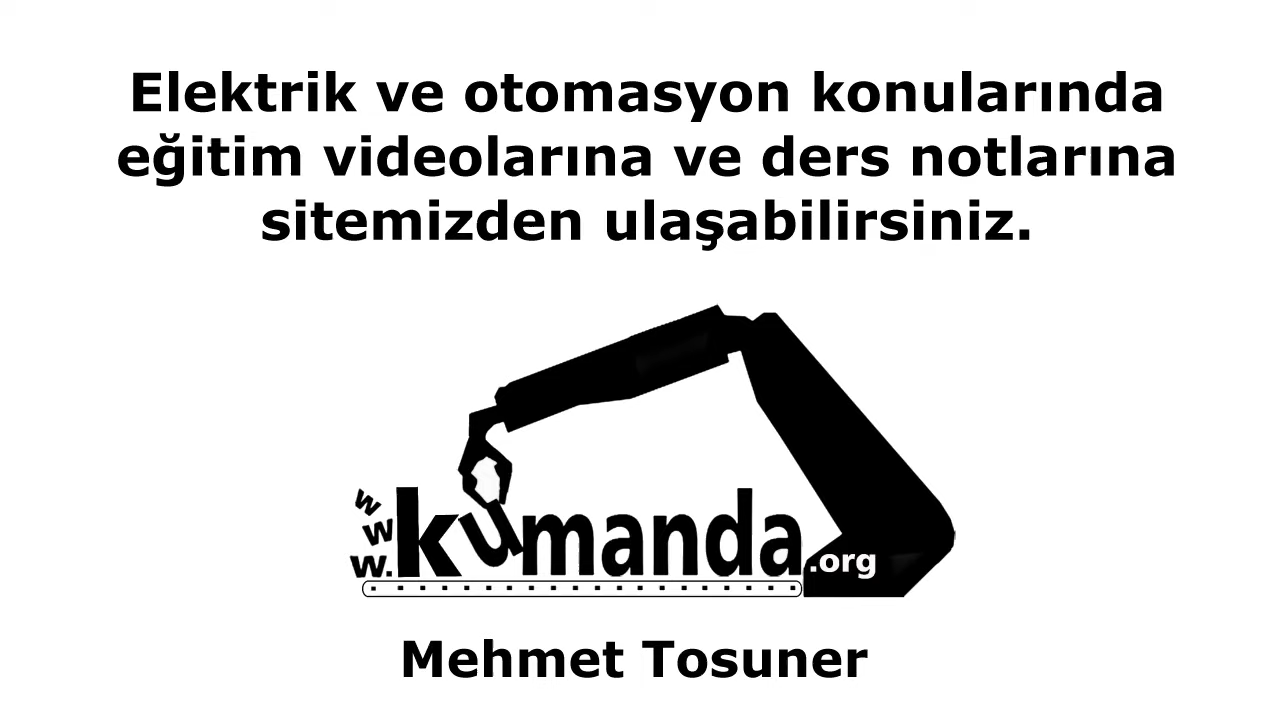 Elektrik ve otomasyon konularında
eğitim videolarına ve ders notlarına
sitemizden ulaşabilirsiniz.
www.kumanda.org
Mehmet Tosuner